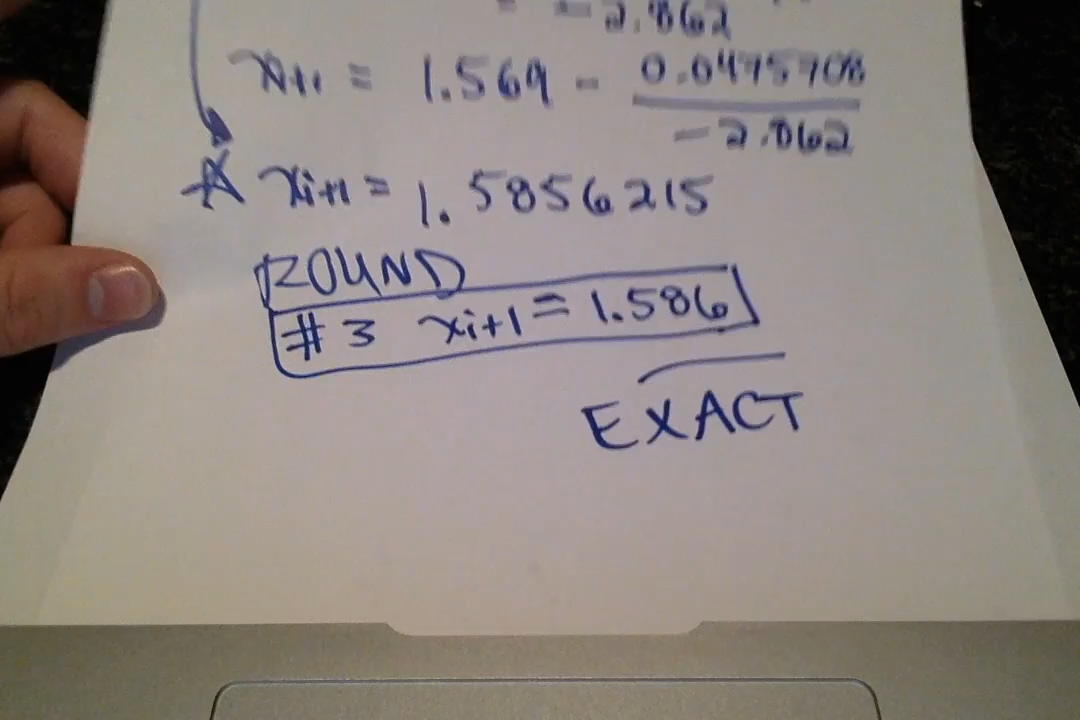 - 2.862
xi+1 = 1.569 - 0.0475708
- 2.862
xi+1 = 1.5856215
ROUND
#3 xi+1 = 1.586
EXACT